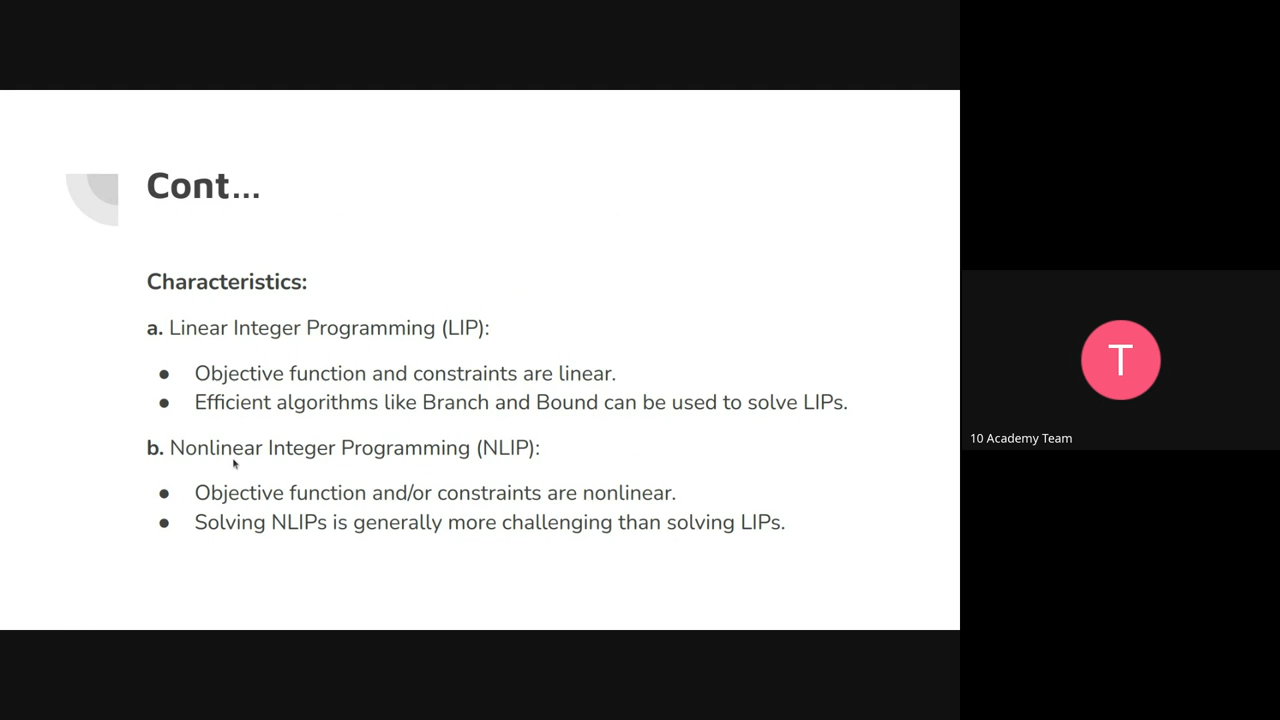 Cont...
Characteristics:
a. Linear Integer Programming (LIP):
● Objective function and constraints are linear.
● Efficient algorithms like Branch and Bound can be used to solve LIPs.
b. Nonlinear Integer Programming (NLIP):
● Objective function and/or constraints are nonlinear.
● Solving NLIPs is generally more challenging than solving LIPs.
T
10 Academy Team